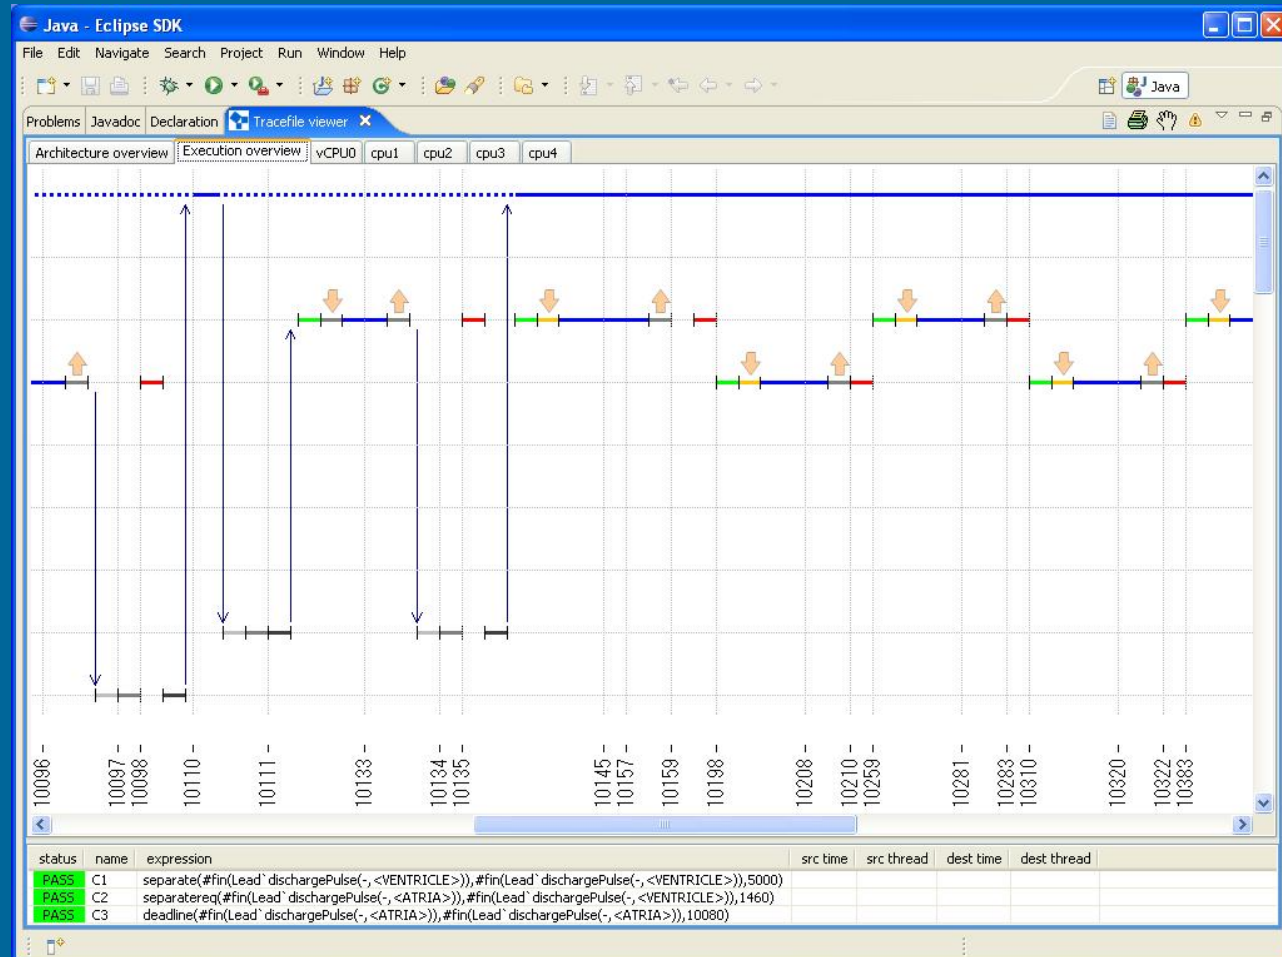 Java - Eclipse SDK
File Edit Navigate Search Project Run Window Help
Java
Problems Javadoc Declaration Tracefile viewer
Architecture overview Execution overview vCPU0 cpu1 cpu2 cpu3 cpu4
10096 10097 10098 10110 10111 10133 10134 10135 10145 10157 10159 10198 10208 10210 10259 10281 10283 10310 10320 10322 10383
status name expression src time src thread dest time dest thread
PASS C1 separate(#fin(Lead`dischargePulse(-,<VENTRICLE>)),#fin(Lead`dischargePulse(-,<VENTRICLE>)),5000)
PASS C2 separatereq(#fin(Lead`dischargePulse(-,<ATRIA>)),#fin(Lead`dischargePulse(-,<VENTRICLE>)),1460)
PASS C3 deadline(#fin(Lead`dischargePulse(-,<ATRIA>)),#fin(Lead`dischargePulse(-,<ATRIA>)),10080)